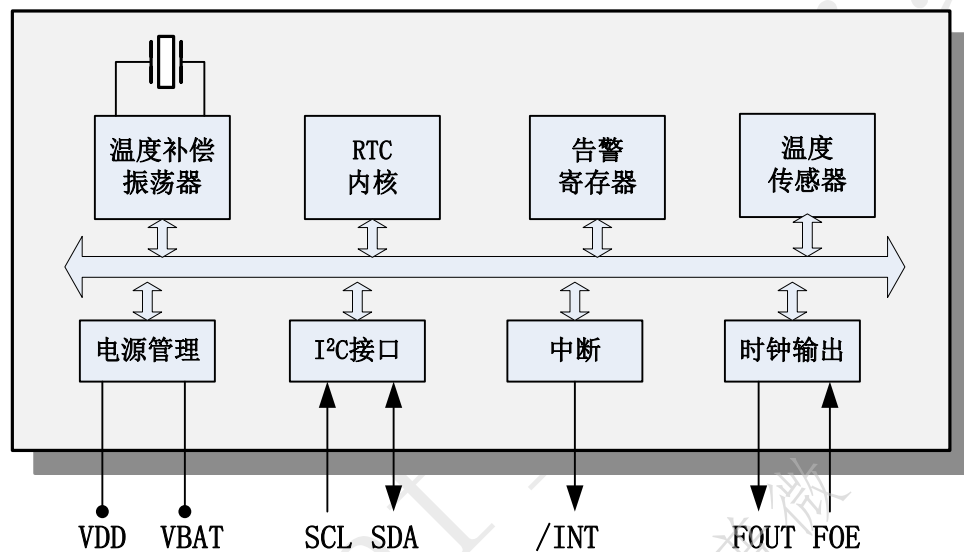 温度补偿
振荡器
RTC
内核
告警
寄存器
温度
传感器
电源管理
I²C接口
中断
时钟输出
VDD VBAT SCL SDA /INT FOUT FOE